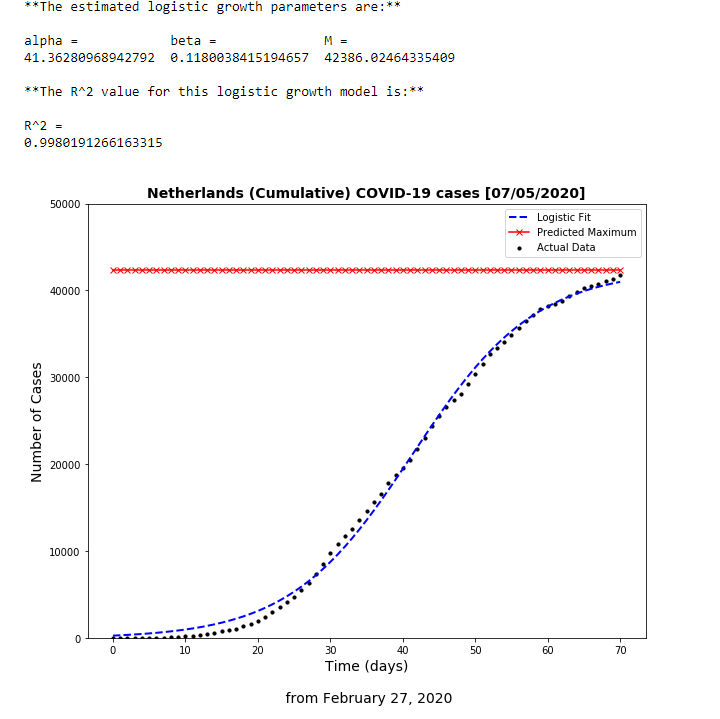 **The estimated logistic growth parameters are:**
alpha = beta = M =
41.36280968942792 0.1180038415194657 42386.02464335409
**The R^2 value for this logistic growth model is:**
R^2 =
0.9980191266163315
Netherlands (Cumulative) COVID-19 cases [07/05/2020]
50000
40000
30000
20000
10000
0
Number of Cases
Logistic Fit
Predicted Maximum
Actual Data
0 10 20 30 40 50 60 70
Time (days)
from February 27, 2020